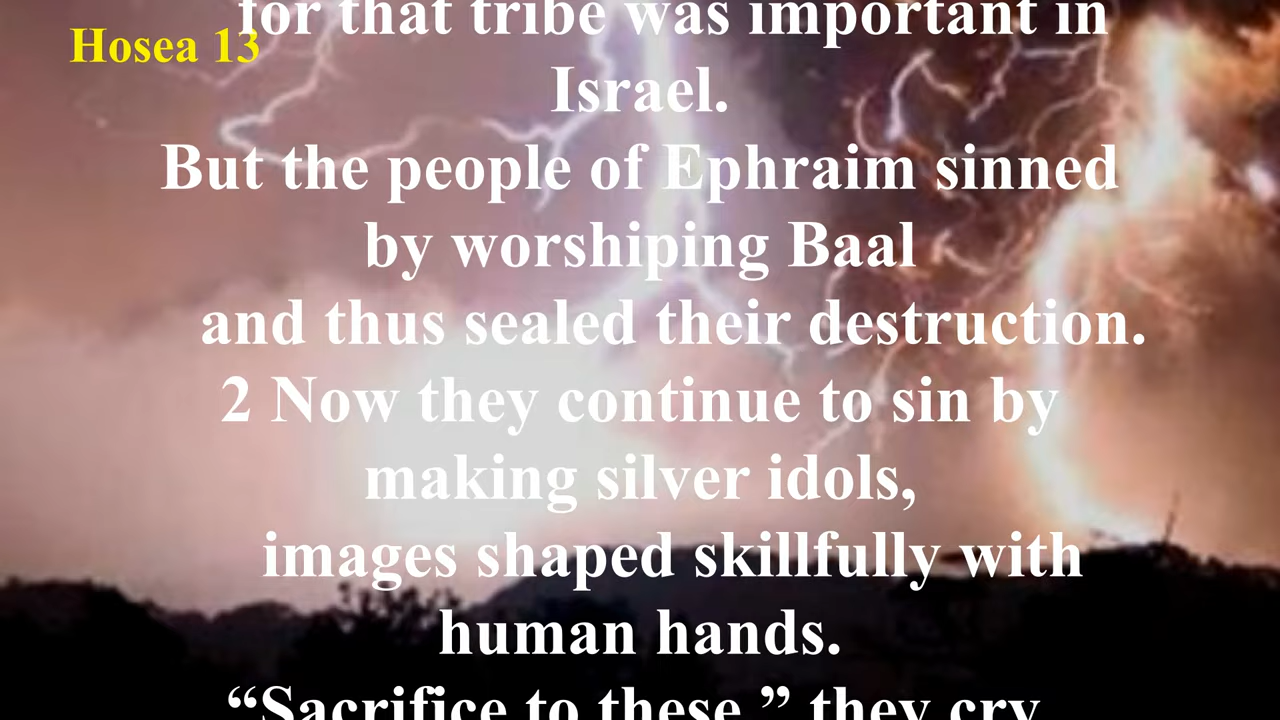 Hosea 13
for that tribe was important in
Israel.
But the people of Ephraim sinned
by worshiping Baal
and thus sealed their destruction.
2 Now they continue to sin by
making silver idols,
images shaped skillfully with
human hands.
“Sacrifice to these,” they cry